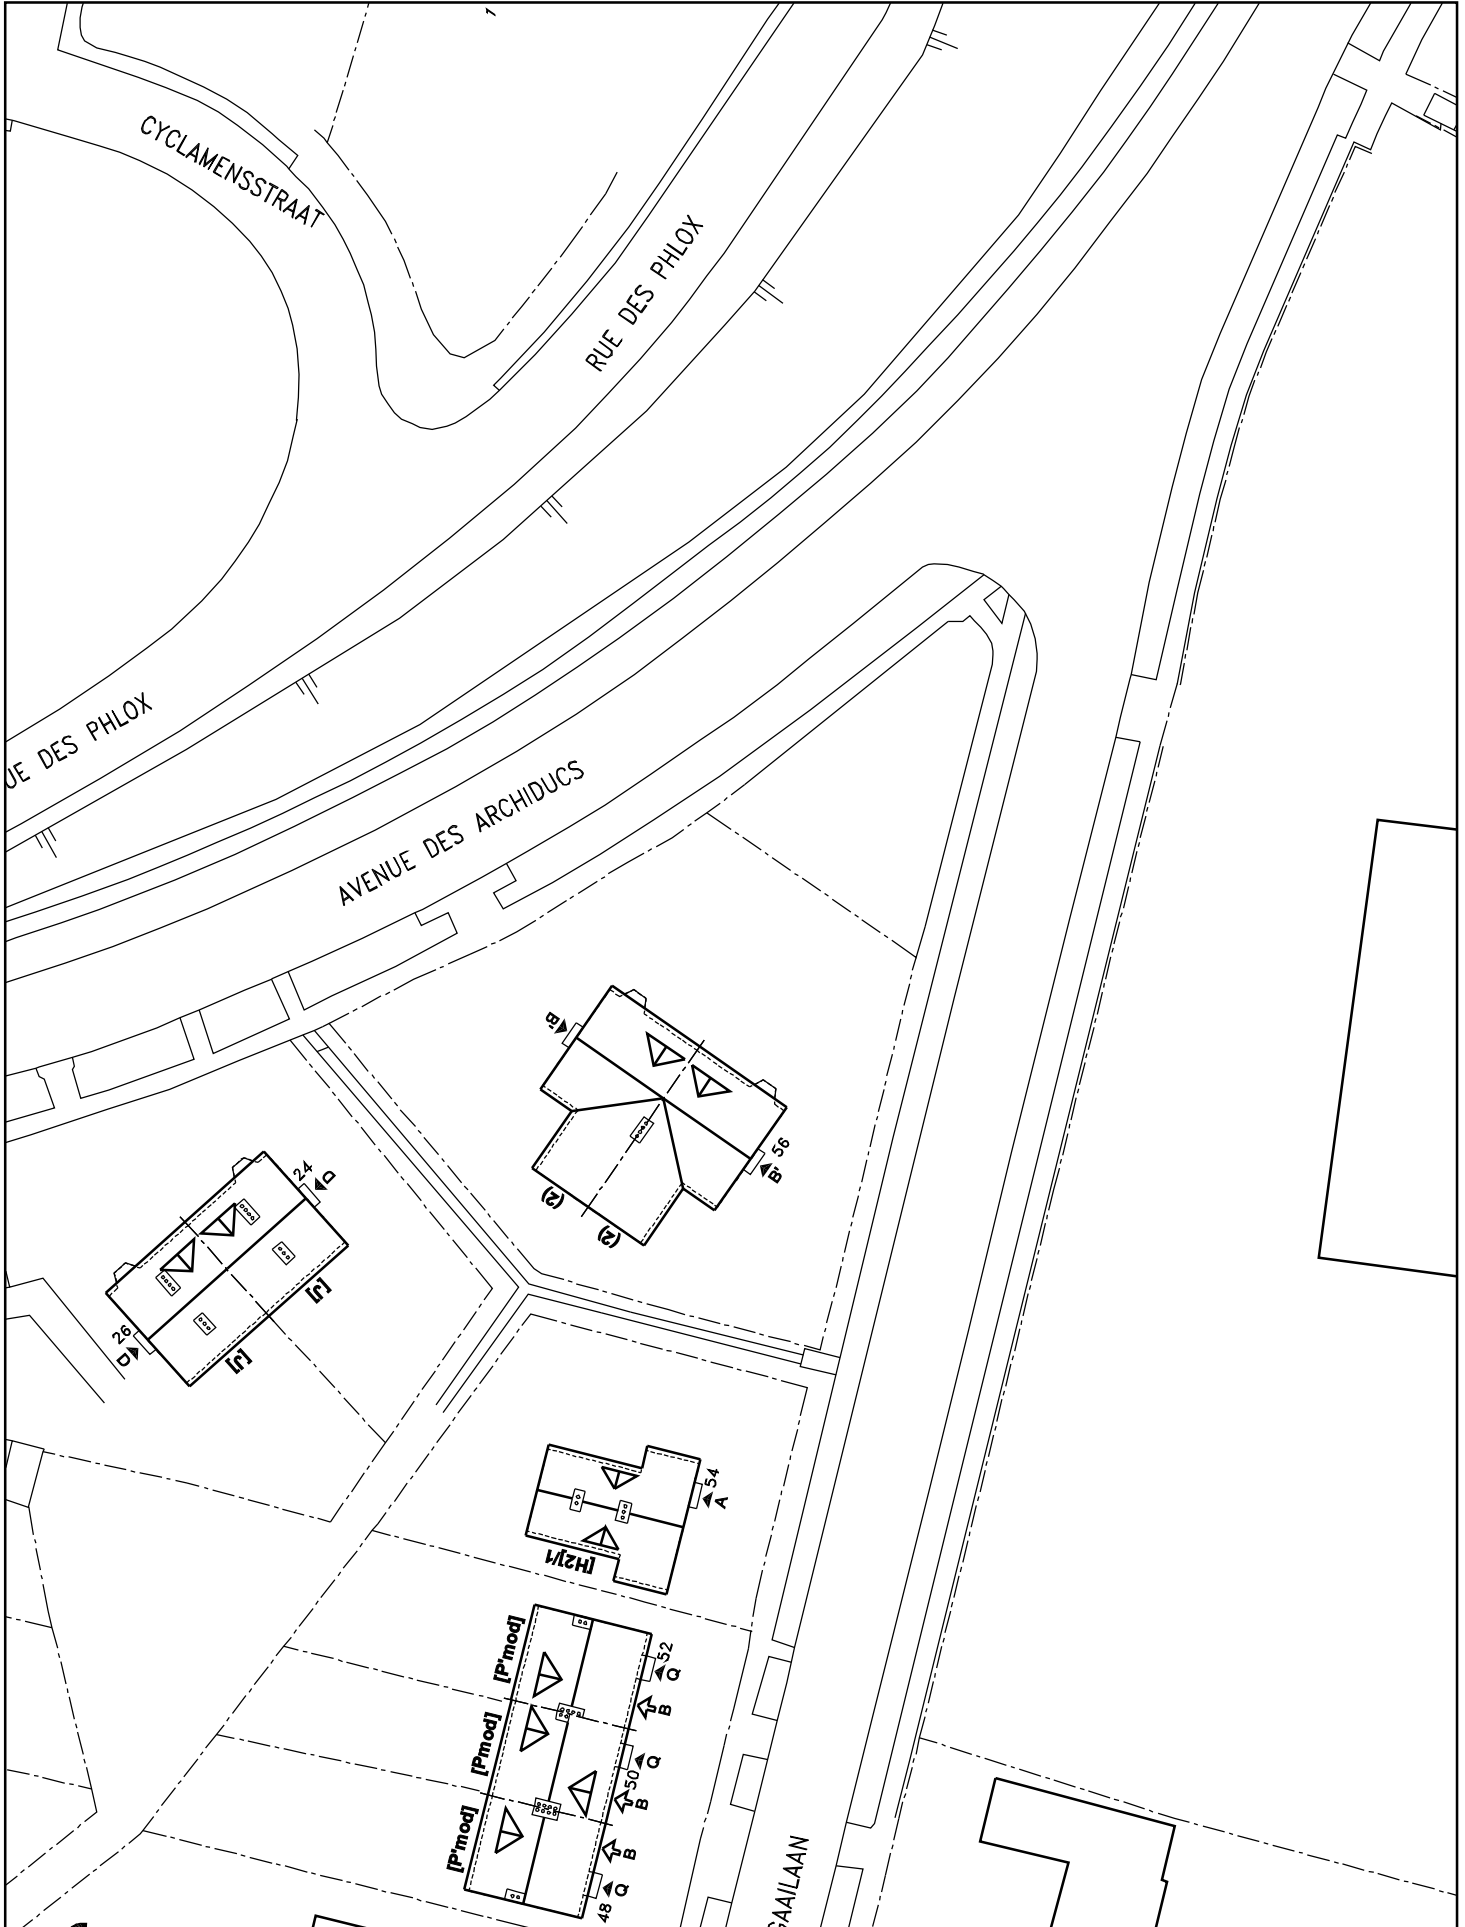 1
CYCLAMENSSTRAAT
RUE DES PHLOX
UE DES PHLOX
AVENUE DES ARCHIDUCS
B'
56
B'
(2)
(2)
24
D
26
D
[J]
[J]
54
A
[H2]/1
[P'mod]
52
Q
B
[Pmod]
Q
50
B
[P'mod]
B
Q
48
GAAILAAN